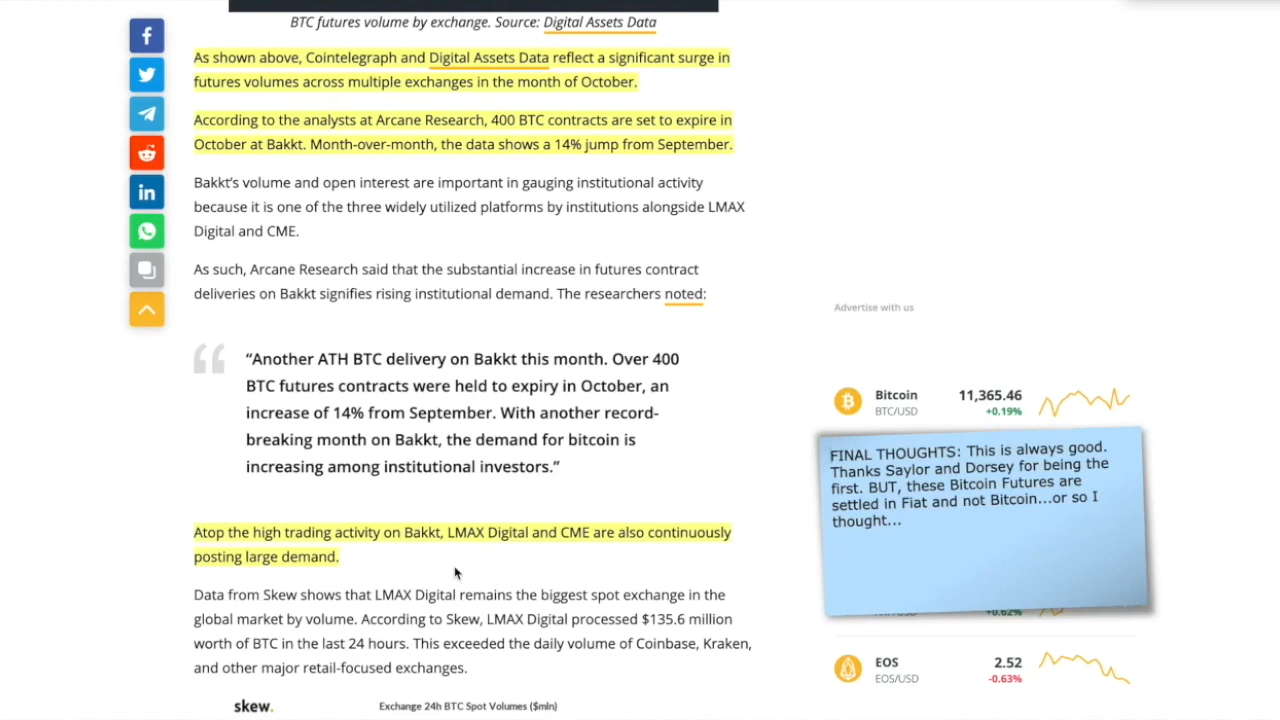 BTC futures volume by exchange. Source: Digital Assets Data
As shown above, Cointelegraph and Digital Assets Data reflect a significant surge in
futures volumes across multiple exchanges in the month of October.
According to the analysts at Arcane Research, 400 BTC contracts are set to expire in
October at Bakkt. Month-over-month, the data shows a 14% jump from September.
Bakkt’s volume and open interest are important in gauging institutional activity
because it is one of the three widely utilized platforms by institutions alongside LMAX
Digital and CME.
As such, Arcane Research said that the substantial increase in futures contract
deliveries on Bakkt signifies rising institutional demand. The researchers noted:
“Another ATH BTC delivery on Bakkt this month. Over 400
BTC futures contracts were held to expiry in October, an
increase of 14% from September. With another record-
breaking month on Bakkt, the demand for bitcoin is
increasing among institutional investors.”
Atop the high trading activity on Bakkt, LMAX Digital and CME are also continuously
posting large demand.
Data from Skew shows that LMAX Digital remains the biggest spot exchange in the
global market by volume. According to Skew, LMAX Digital processed $135.6 million
worth of BTC in the last 24 hours. This exceeded the daily volume of Coinbase, Kraken,
and other major retail-focused exchanges.
skew.
Exchange 24h BTC Spot Volumes ($mln)
Advertise with us
Bitcoin 11,365.46
BTC/USD +0.19%
FINAL THOUGHTS: This is always good.
Thanks Saylor and Dorsey for being the
first. BUT, these Bitcoin Futures are
settled in Fiat and not Bitcoin...or so I
thought...
+0.62%
EOS 2.52
EOS/USD -0.63%